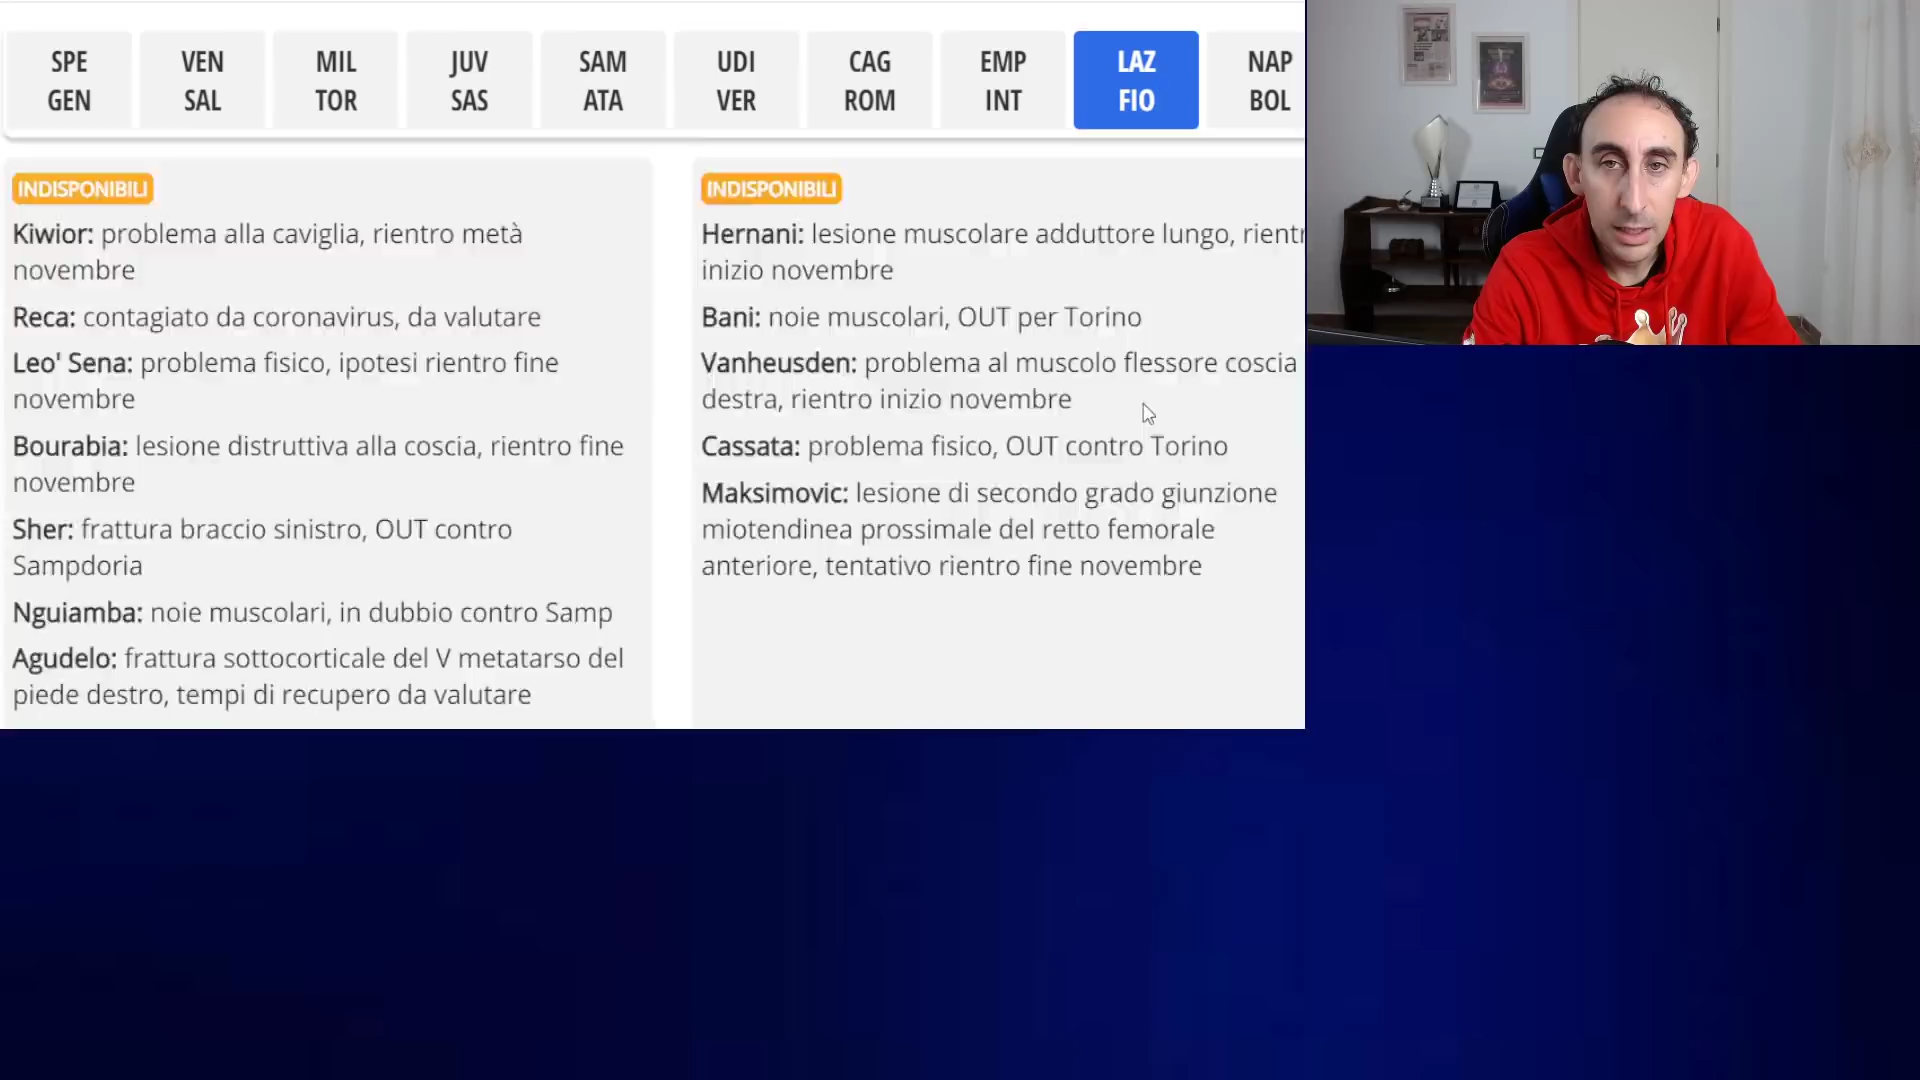 SPE VEN MIL JUV SAM UDI CAG EMP LAZ NAP
GEN SAL TOR SAS ATA VER ROM INT FIO BOL
INDISPONIBILI
Kiwior: problema alla caviglia, rientro metà
novembre
Reca: contagiato da coronavirus, da valutare
Leo' Sena: problema fisico, ipotesi rientro fine
novembre
Bourabia: lesione distruttiva alla coscia, rientro fine
novembre
Sher: frattura braccio sinistro, OUT contro
Sampdoria
Nguiamba: noie muscolari, in dubbio contro Samp
Agudelo: frattura sottocorticale del V metatarso del
piede destro, tempi di recupero da valutare
INDISPONIBILI
Hernani: lesione muscolare adduttore lungo, rientr
inizio novembre
Bani: noie muscolari, OUT per Torino
Vanheusden: problema al muscolo flessore coscia
destra, rientro inizio novembre
Cassata: problema fisico, OUT contro Torino
Maksimovic: lesione di secondo grado giunzione
miotendinea prossimale del retto femorale
anteriore, tentativo rientro fine novembre